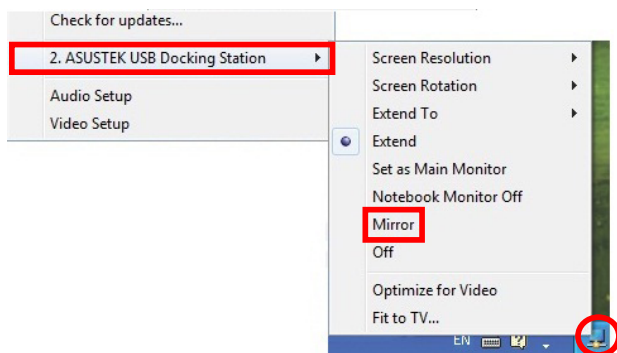 Check for updates...
2. ASUSTEK USB Docking Station
Audio Setup
Video Setup
Screen Resolution
Screen Rotation
Extend To
Extend
Set as Main Monitor
Notebook Monitor Off
Mirror
Off
Optimize for Video
Fit to TV...
EN